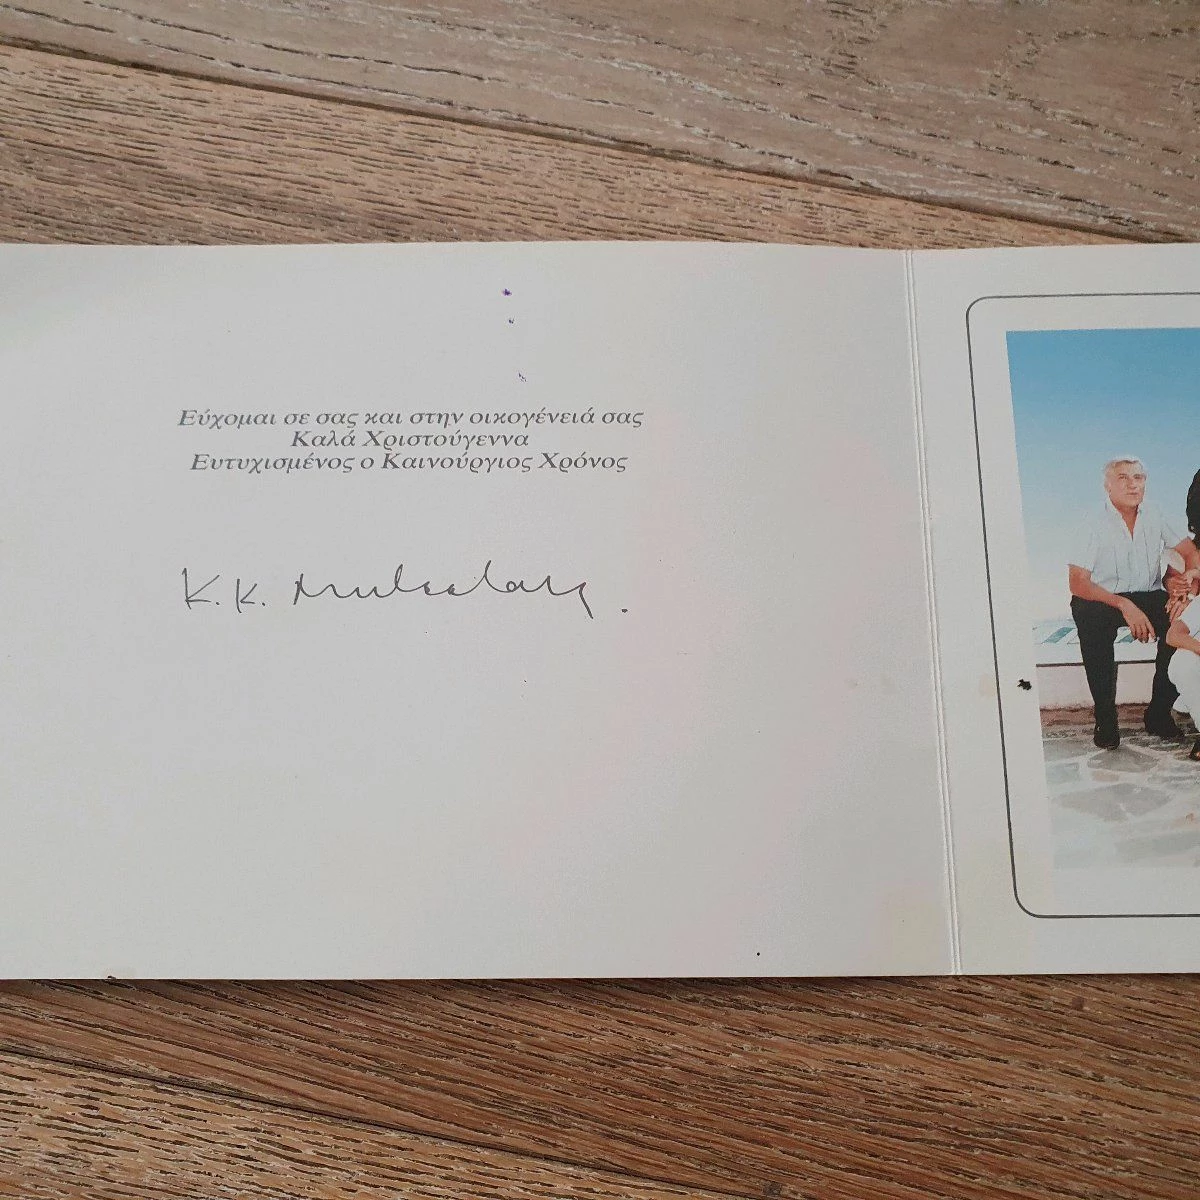 Εύχομαι σε σας και στην οικογένειά σας
Καλά Χριστούγεννα
Ευτυχισμένος ο Καινούργιος Χρόνος
Κ. Κ.